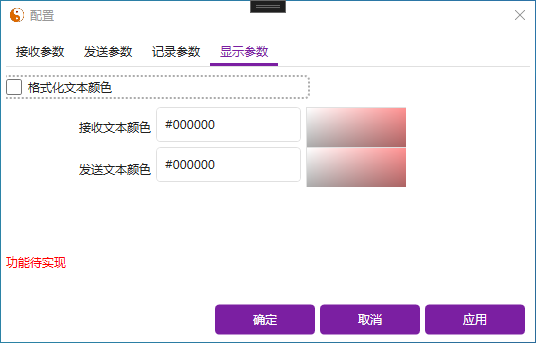 配置
接收参数 发送参数 记录参数 显示参数
格式化文本颜色
接收文本颜色 #000000
发送文本颜色 #000000
功能待实现
确定 取消 应用